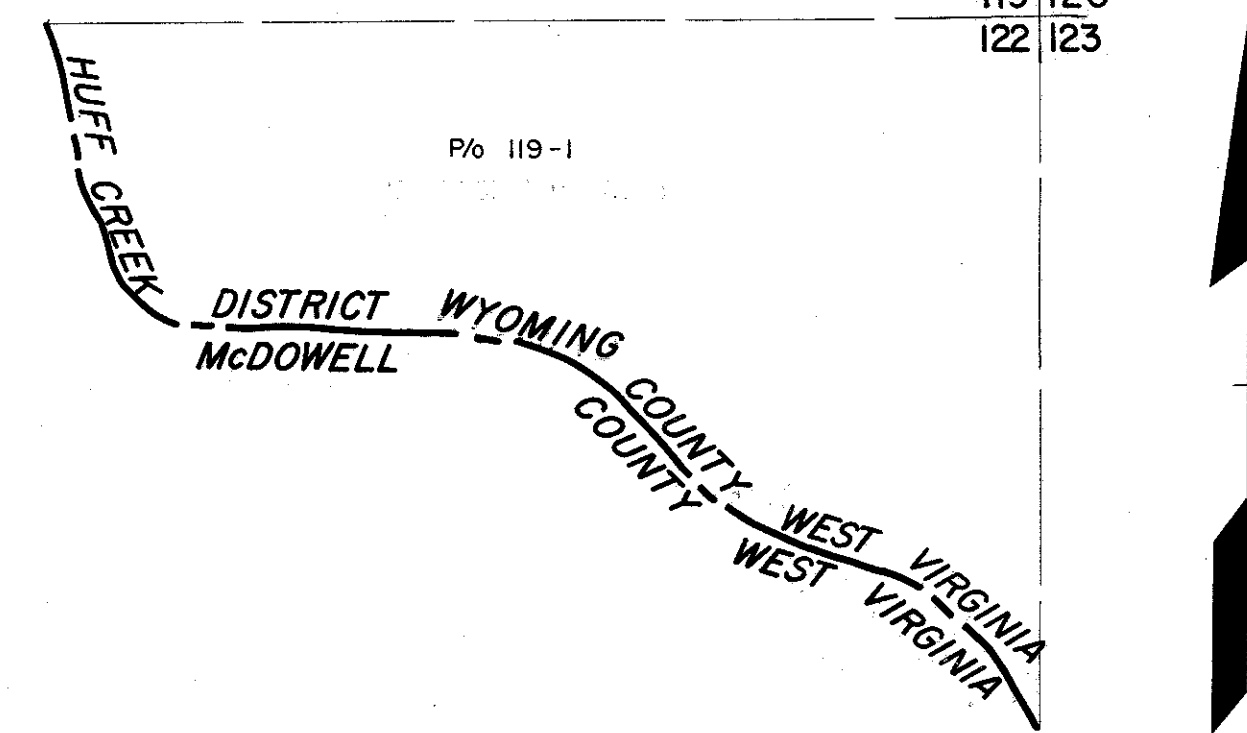 119 120
122 123
P/o 119-1
HUFF CREEK DISTRICT WYOMING COUNTY WEST VIRGINIA
McDOWELL COUNTY WEST VIRGINIA